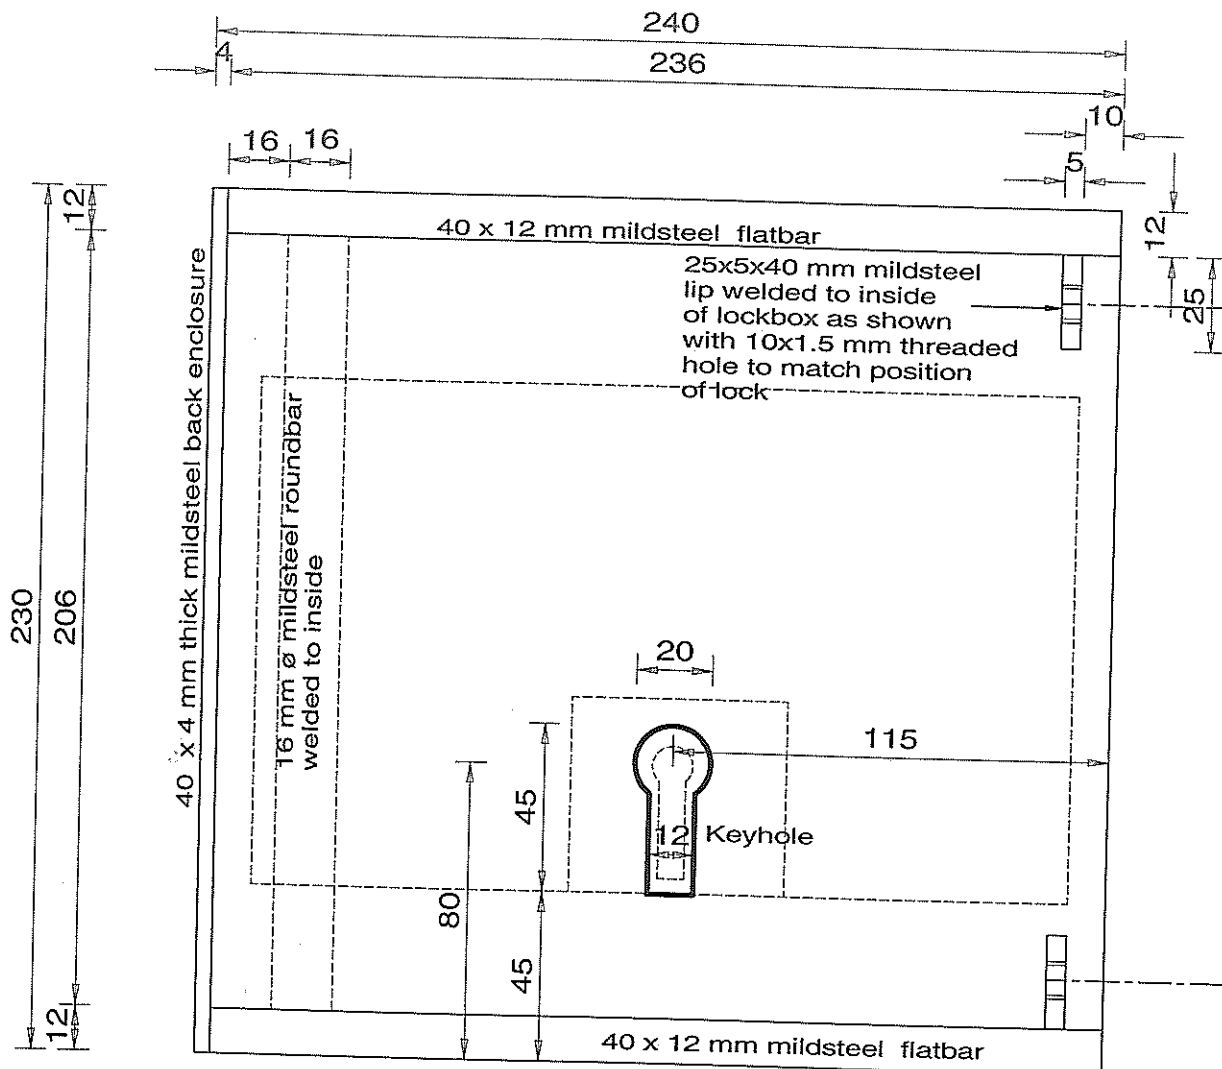 240
4
236
10
16
16
5
12
12
40 x 12 mm mildsteel flatbar
25x5x40 mm mildsteel
lip welded to inside
of lockbox as shown
with 10x1.5 mm threaded
hole to match position
of lock
25
40 x 4 mm thick mildsteel back enclosure
16 mm ø mildsteel roundbar
welded to inside
230
206
20
115
45
12 Keyhole
80
45
12
40 x 12 mm mildsteel flatbar